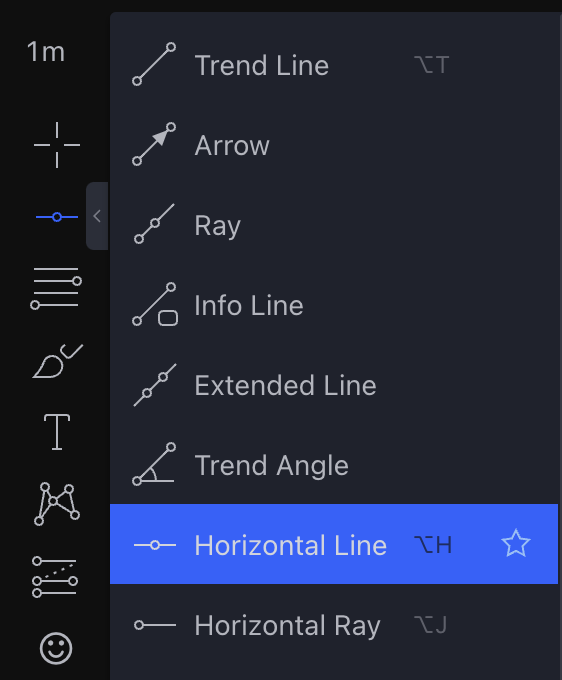 1m
Trend Line ⌥T
Arrow
Ray
Info Line
Extended Line
Trend Angle
Horizontal Line ⌥H
Horizontal Ray ⌥J